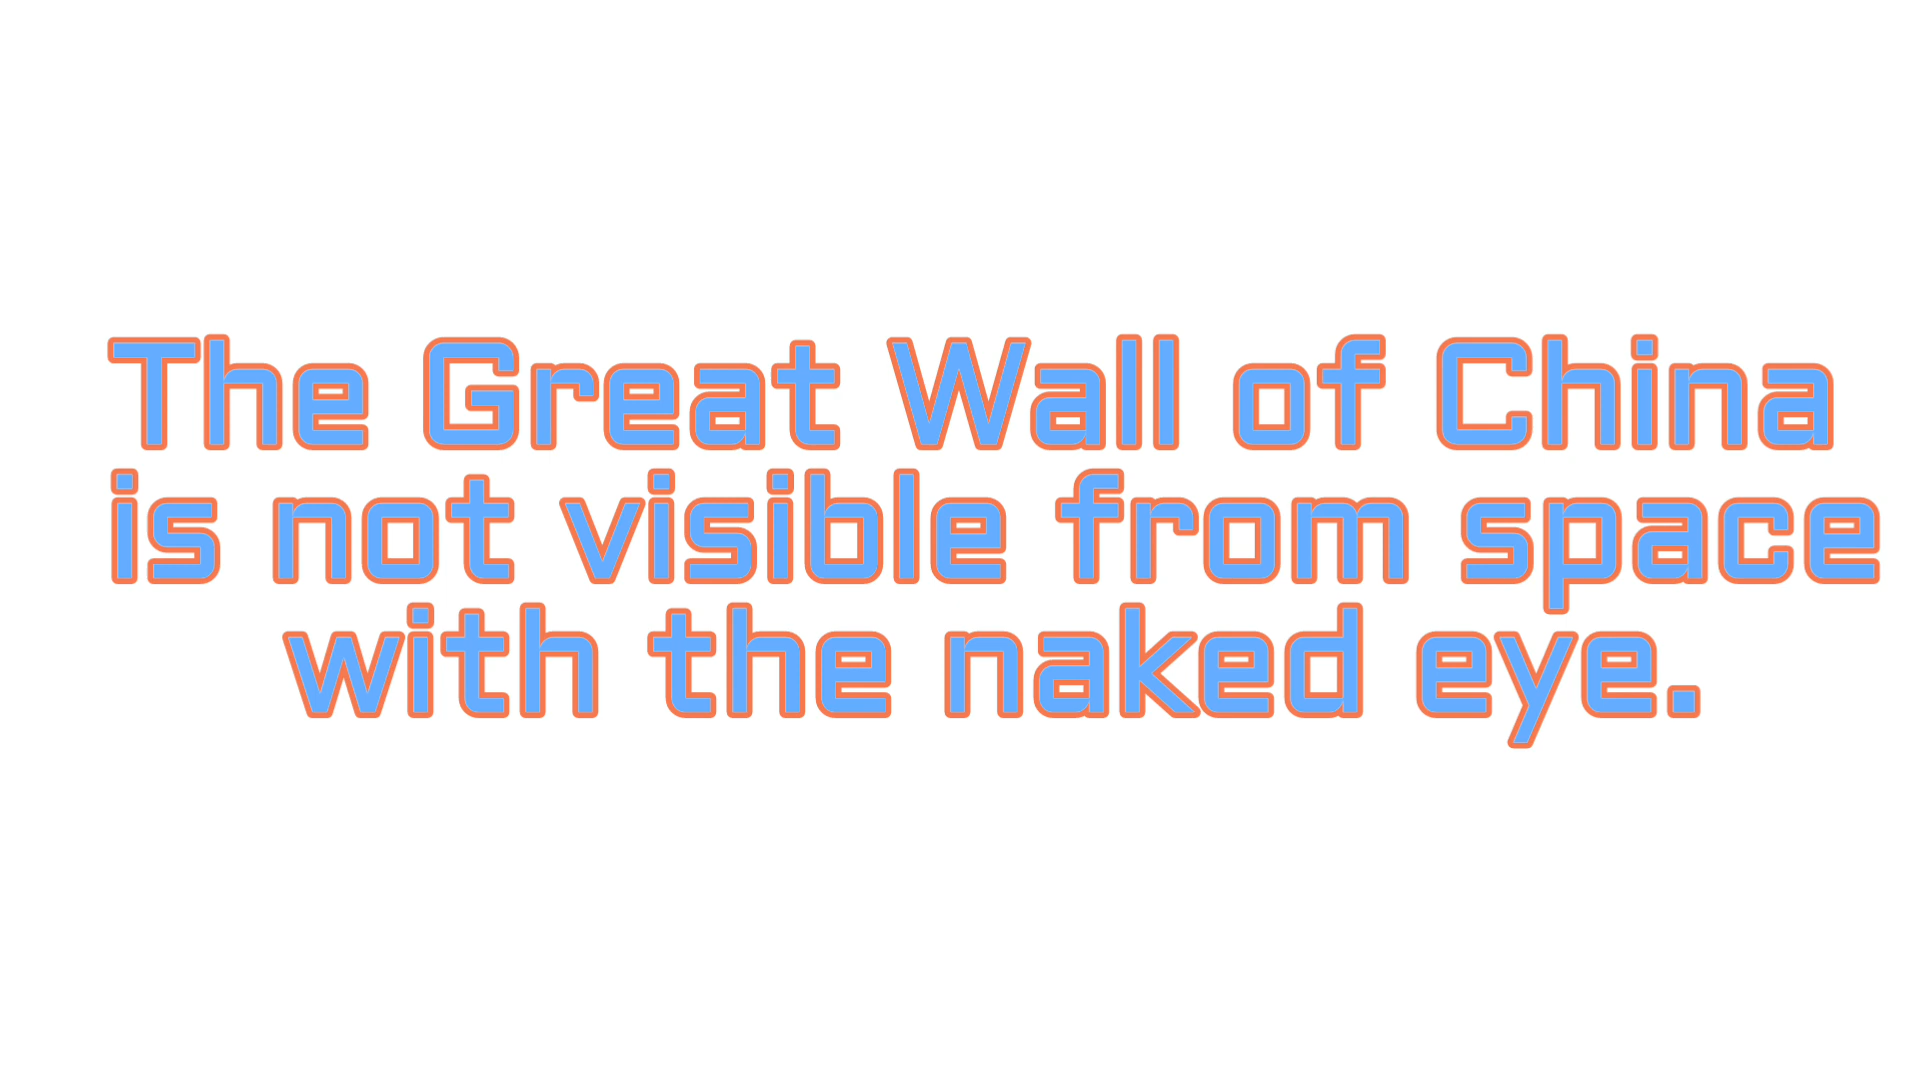 The Great Wall of China
is not visible from space
with the naked eye.